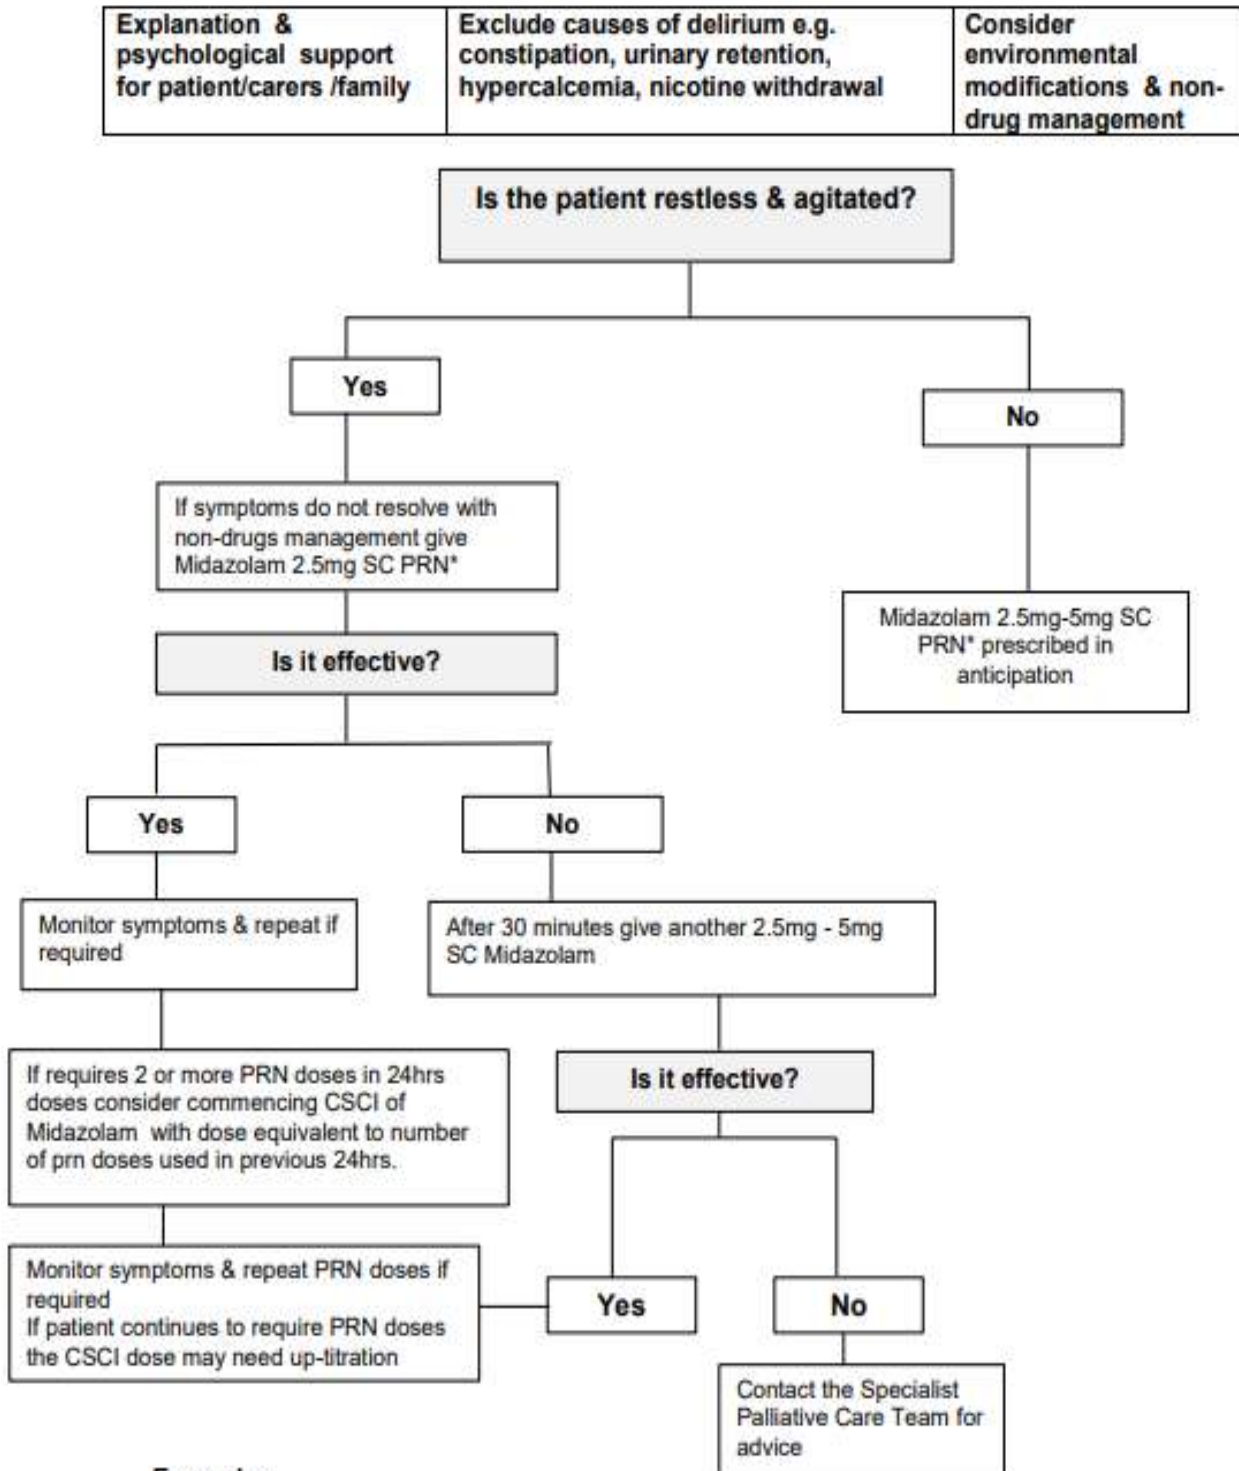 Explanation &
psychological support
for patient/carers /family
Exclude causes of delirium e.g.
constipation, urinary retention,
hypercalcemia, nicotine withdrawal
Consider
environmental
modifications & non-
drug management
Is the patient restless & agitated?
Yes
No
If symptoms do not resolve with
non-drugs management give
Midazolam 2.5mg SC PRN*
Midazolam 2.5mg-5mg SC
PRN* prescribed in
anticipation
Is it effective?
Yes
No
Monitor symptoms & repeat if
required
After 30 minutes give another 2.5mg - 5mg
SC Midazolam
If requires 2 or more PRN doses in 24hrs
doses consider commencing CSCI of
Midazolam with dose equivalent to number
of prn doses used in previous 24hrs.
Is it effective?
Monitor symptoms & repeat PRN doses if
required
If patient continues to require PRN doses
the CSCI dose may need up-titration
Yes
No
Contact the Specialist
Palliative Care Team for
advice